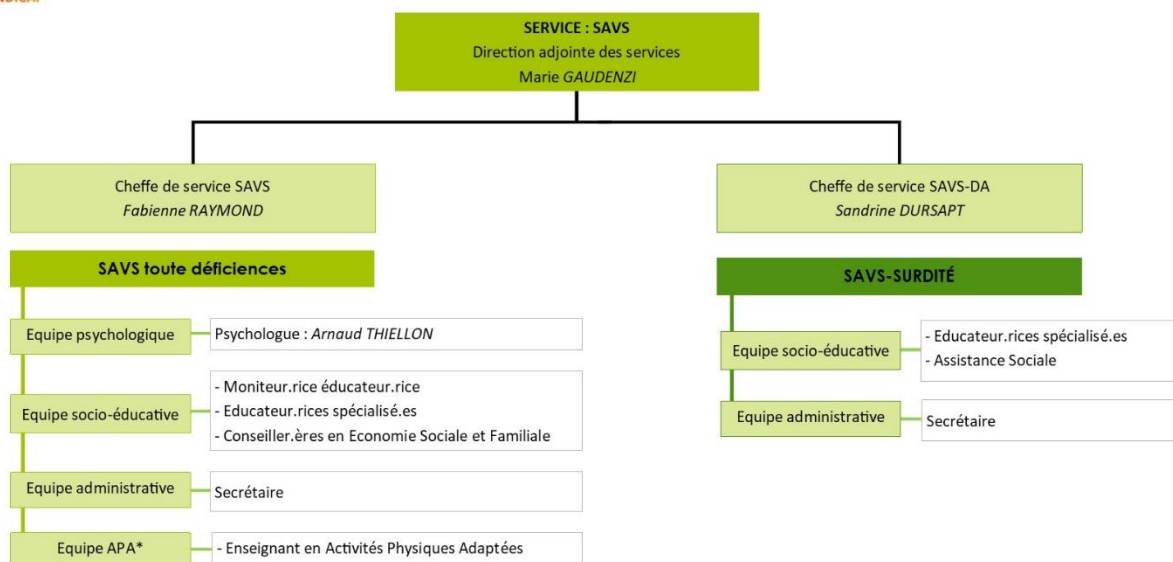 SERVICE : SAVS
Direction adjointe des services
Marie GAUDENZI
Cheffe de service SAVS
Fabienne RAYMOND
Cheffe de service SAVS-DA
Sandrine DURSAPT
SAVS toute déficiences
Equipe psychologique
Psychologue : Arnaud THIELLON
Equipe socio-éducative
- Moniteur.rice éducateur.rice
- Educateur.rices spécialisé.es
- Conseiller.ères en Economie Sociale et Familiale
Equipe administrative
Secrétaire
Equipe APA*
- Enseignant en Activités Physiques Adaptées
SAVS-SURDITÉ
Equipe socio-éducative
- Educateur.rices spécialisé.es
- Assistance Sociale
Equipe administrative
Secrétaire